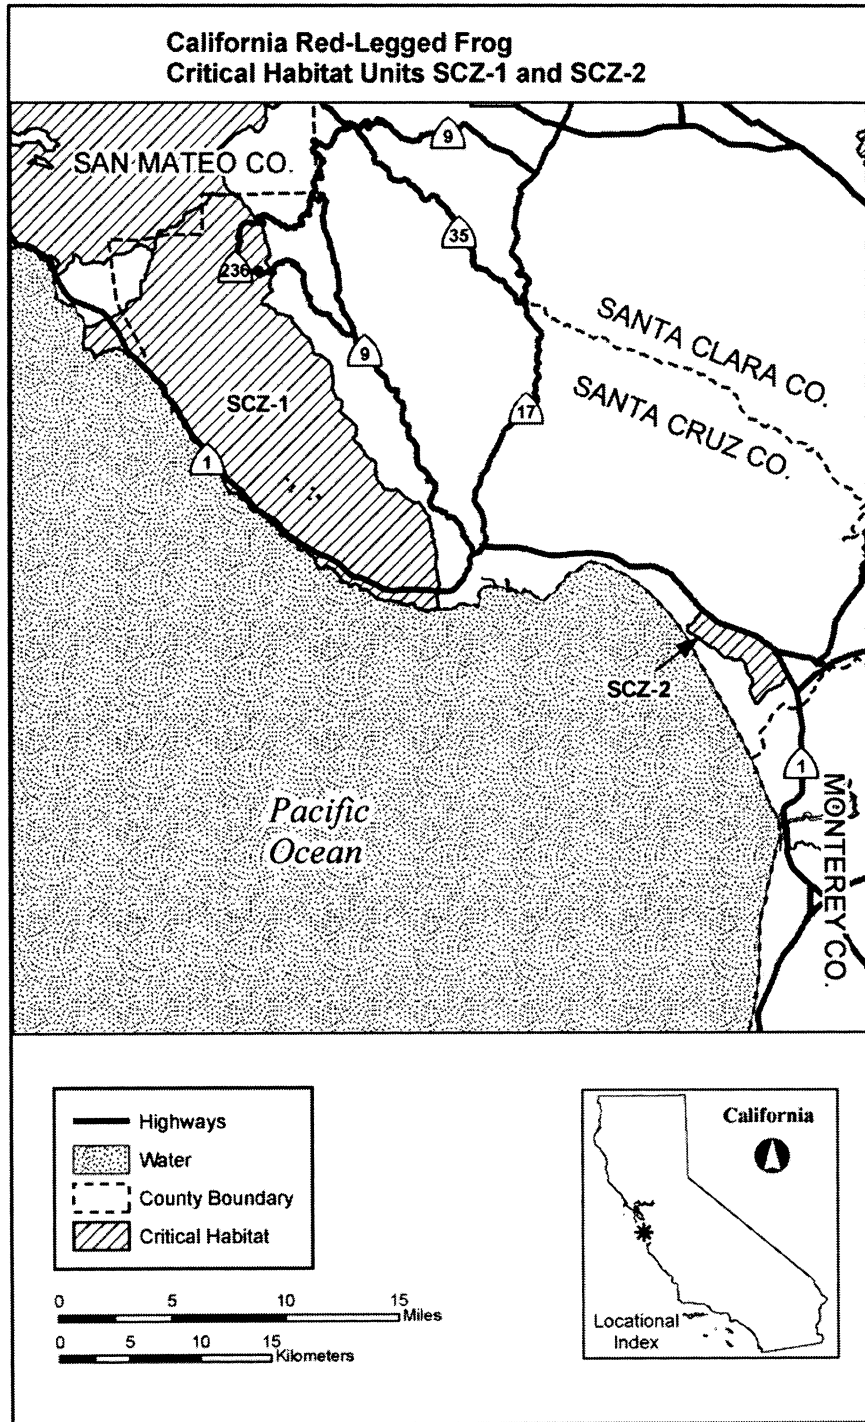 California Red-Legged Frog
Critical Habitat Units SCZ-1 and SCZ-2
SAN MATEO CO.
9
35
236
SANTA CLARA CO.
9
SANTA CRUZ CO.
SCZ-1
17
1
SCZ-2
1
Pacific
Ocean
MONTEREY CO.
Highways
Water
County Boundary
Critical Habitat
0 5 10 15 Miles
0 5 10 15 Kilometers
California
Locational
Index